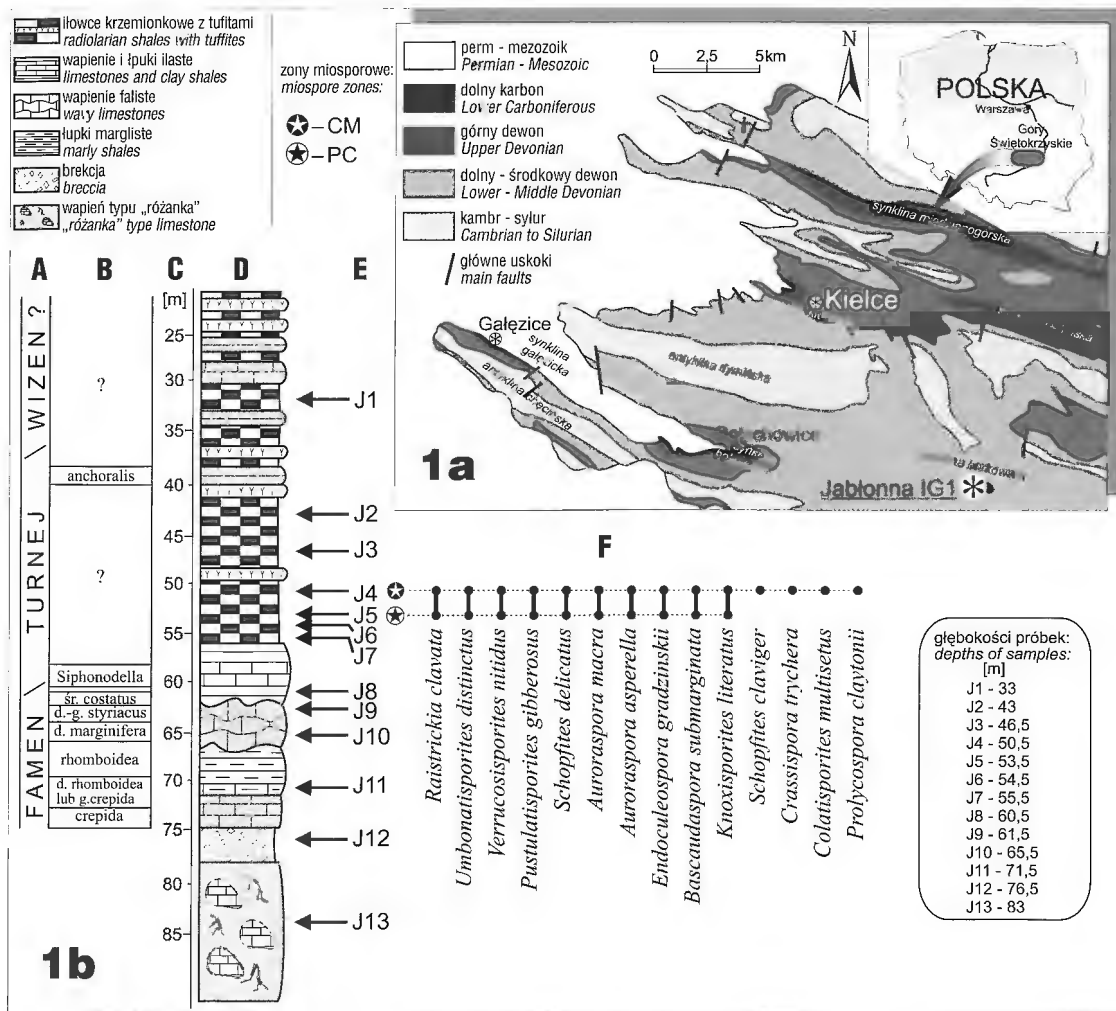 iłowce krzemionkowe z tufitami
radiolarian shales with tuffites
wapienie i łpuki ilaste
limestones and clay shales
wapienie faliste
wavy limestones
łupki margliste
marly shales
brekcja
breccia
wapień typu „różanka”
„różanka” type limestone
zony miosporowe:
miospore zones:
–CM
–PC
perm - mezozoik
Permian - Mesozoic
dolny karbon
Lower Carboniferous
górny dewon
Upper Devonian
dolny - środkowy dewon
Lower - Middle Devonian
kambr - sylur
Cambrian to Silurian
główne uskoki
main faults
0 2,5 5km
N
POLSKA
Warszawa
Góry
Świętokrzyskie
synklina
Kielce
Gałęzice
synklina
gałęzicka
1a
Jabłonna IG1
A B C D E
[m]
25
30
35
40
45
50
55
60
65
70
75
80
85
WIZEN ?
TURNEJ
FAMEN
?
anchoralis
?
Siphonodella
śr. costatus
d.-g. styriacus
d. marginifera
rhomboidea
d. rhomboidea
lub g.crepida
crepida
J1
J2
J3
J4
J5
J6
J7
J8
J9
J10
J11
J12
J13
1b
F
Raistrickia clavata
Umbonatisporites distinctus
Verrucosisporites nitidus
Pustulatisporites gibberosus
Schopfites delicatus
Auroraspora macra
Auroraspora asperella
Endoculeospora gradzinskii
Bascaudaspora submarginata
Knoxisporites literatus
Schopfites claviger
Crassispora trychera
Colatisporites multisetus
Prolycospora claytonii
głębokości próbek:
depths of samples:
[m]
J1 - 33
J2 - 43
J3 - 46,5
J4 - 50,5
J5 - 53,5
J6 - 54,5
J7 - 55,5
J8 - 60,5
J9 - 61,5
J10 - 65,5
J11 - 71,5
J12 - 76,5
J13 - 83